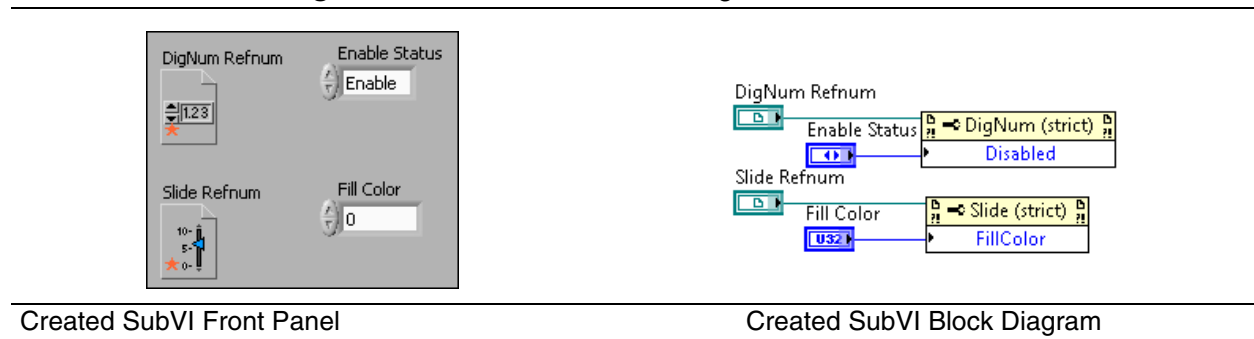 DigNum Refnum
Enable Status
Enable
1.23
Slide Refnum
Fill Color
10-
5-
0-
0
DigNum Refnum
Enable Status
DigNum (strict)
Disabled
Slide Refnum
Fill Color
U32
Slide (strict)
FillColor
Created SubVI Front Panel
Created SubVI Block Diagram